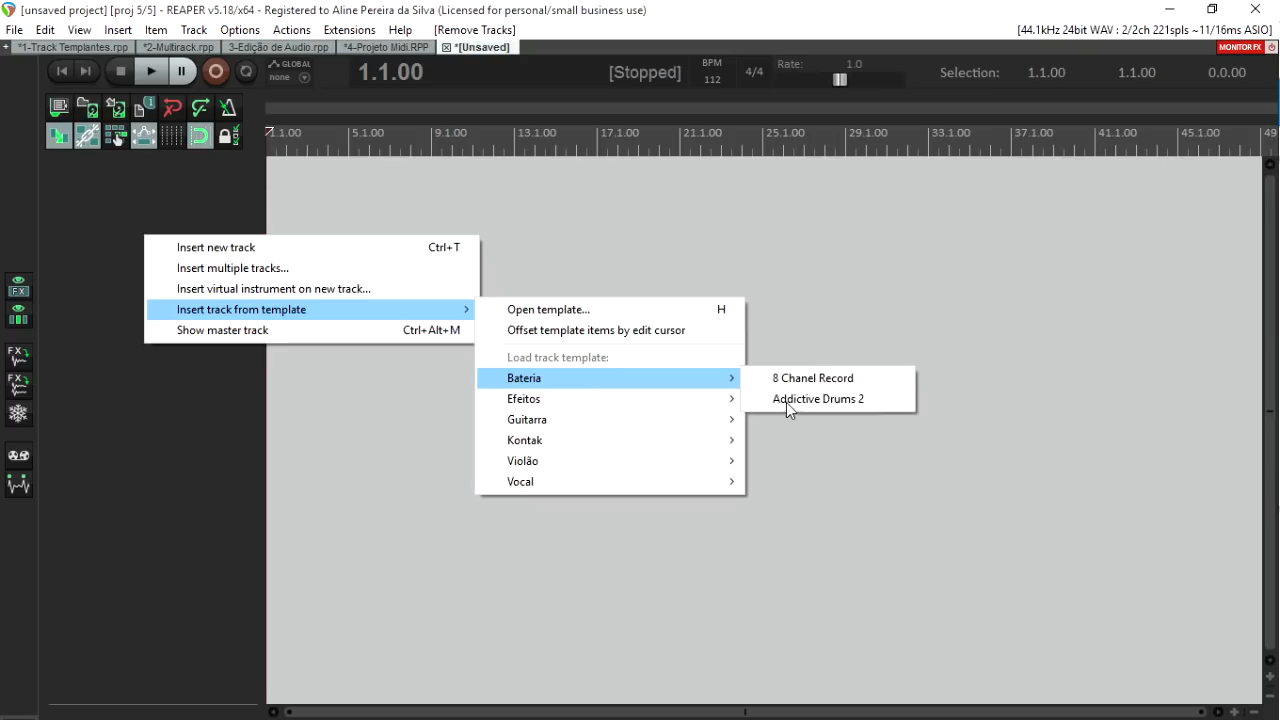 [unsaved project] [proj 5/5] - REAPER v5.18/x64 - Registered to Aline Pereira da Silva (Licensed for personal/small business use)
File Edit View Insert Item Track Options Actions Extensions Help [Remove Tracks] [44.1kHz 24bit WAV : 2/2ch 221spls ~11/16ms ASIO]
*1-Track Templantes.rpp *2-Multitrack.rpp 3-Edição de Audio.rpp *4-Projeto Midi.RPP *[Unsaved] MONITOR FX
GLOBAL
none
1.1.00 [Stopped]
BPM
112
4/4
Rate: 1.0
Selection: 1.1.00 1.1.00 0.0.00
1.1.00 5.1.00 9.1.00 13.1.00 17.1.00 21.1.00 25.1.00 29.1.00 33.1.00 37.1.00 41.1.00 45.1.00 49
Insert new track Ctrl+T
Insert multiple tracks...
Insert virtual instrument on new track...
Insert track from template
Show master track Ctrl+Alt+M
Open template... H
Offset template items by edit cursor
Load track template:
Bateria
Efeitos
Guitarra
Kontak
Violão
Vocal
8 Chanel Record
Addictive Drums 2
FX
FX
FX